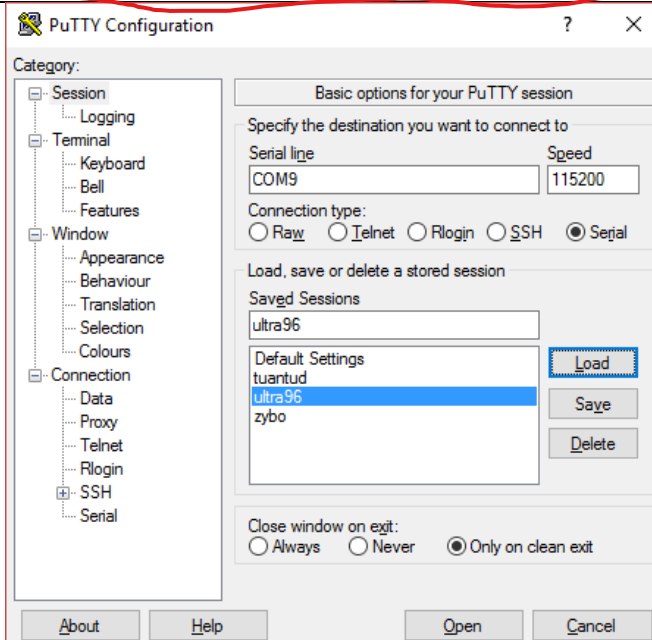 PuTTY Configuration
?
Category:
Session
Logging
Terminal
Keyboard
Bell
Features
Window
Appearance
Behaviour
Translation
Selection
Colours
Connection
Data
Proxy
Telnet
Rlogin
SSH
Serial
Basic options for your PuTTY session
Specify the destination you want to connect to
Serial line Speed
COM9 115200
Connection type:
Raw Telnet Rlogin SSH Serial
Load, save or delete a stored session
Saved Sessions
ultra96
Default Settings
tuantud
ultra96
zybo
Load
Save
Delete
Close window on exit:
Always Never Only on clean exit
About Help Open Cancel